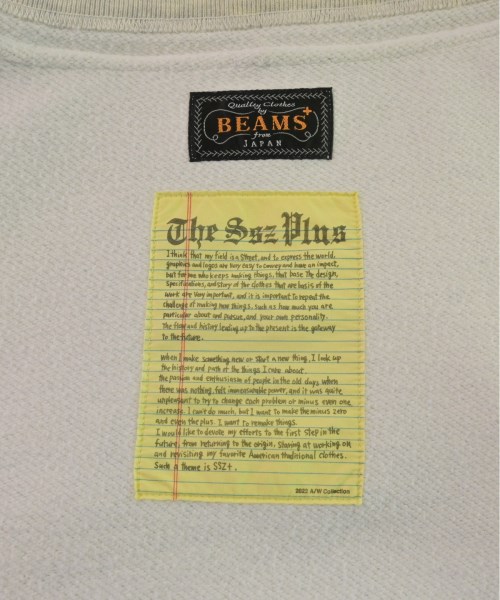 Quality Clothes
by
BEAMS+
from
JAPAN
The Ssz Plus
I think that my field is a street, and to express the world,
graphics and logos are very easy to convey and have an impact,
but for me who keeps making things, that base the design,
specifications, and story of the clothes that are basis of the
work are very important, and it is important to repeat the
challenge of making new things, such as how much you are
particular about and pursue, and your own personality.
The flow and history leading up to the present is the gateway
to the future.
When I make something new or start a new thing, I look up
the history and path of the things I care about.
the passion and enthusiasm of people in the old days when
there was nothing, felt immeasurable power, and it was quite
unpleasant to try to change each problem or minus even one
increase. I can't do much, but I want to make the minus zero
and even the plus. I want to remake things.
I would like to devote my efforts to the first step in the
future, from returning to the origin, staring at working on
and revisiting my favorite American traditional clothes.
Such a theme is SSZ+.
2023 A/W Collection